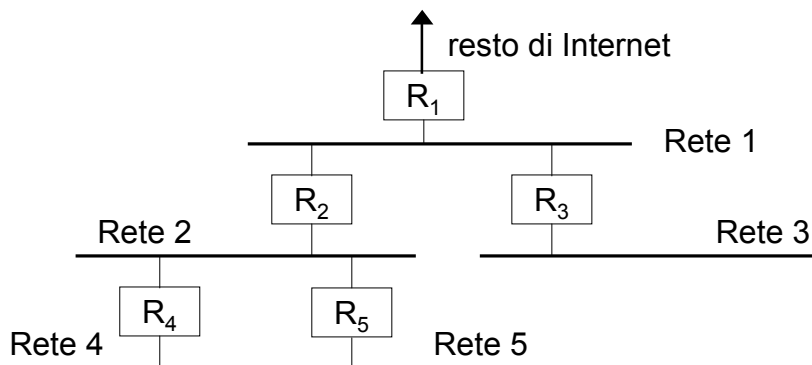 resto di Internet
R₁
Rete 1
R₂
R₃
Rete 2
Rete 3
R₄
R₅
Rete 4
Rete 5